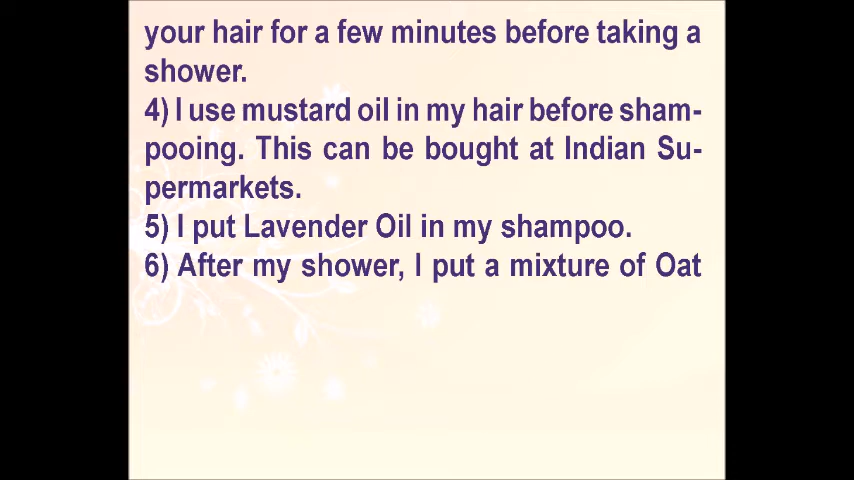 your hair for a few minutes before taking a
shower.
4) I use mustard oil in my hair before sham-
pooing. This can be bought at Indian Su-
permarkets.
5) I put Lavender Oil in my shampoo.
6) After my shower, I put a mixture of Oat